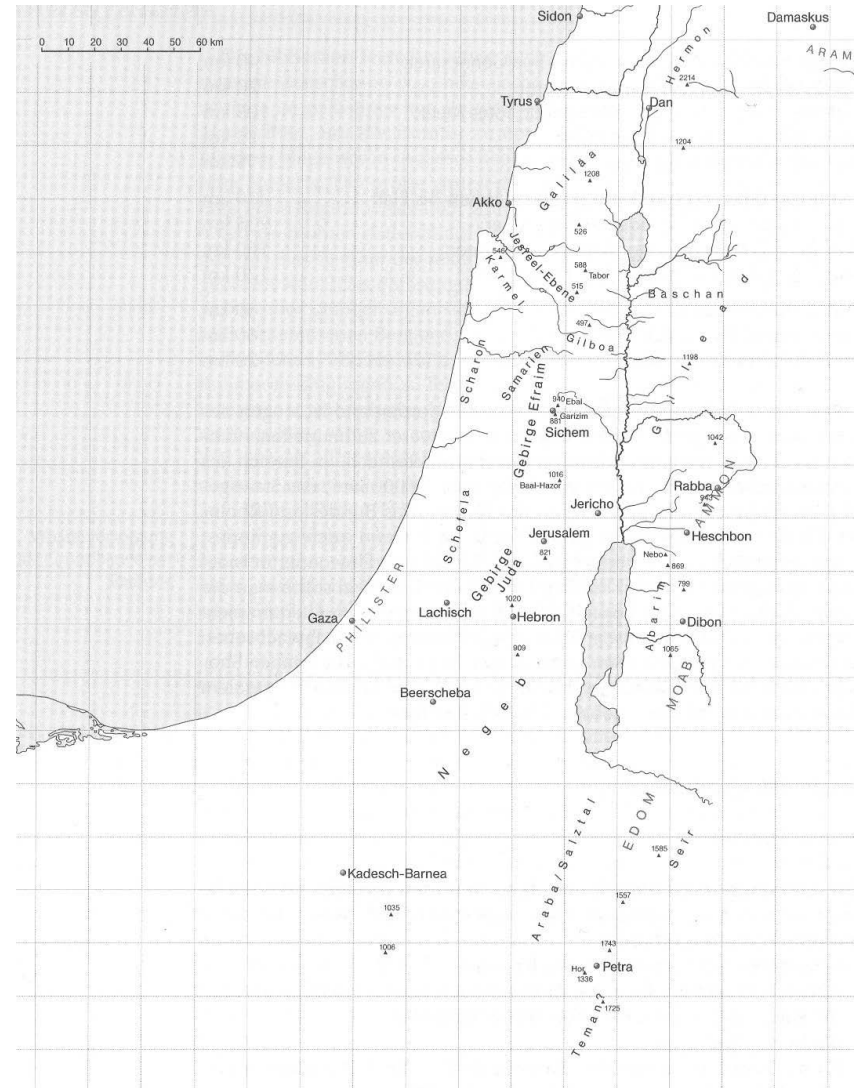 Sidon
Damaskus
0 10 20 30 40 50 60 km
ARAM
Hermon
2214
Tyrus
Dan
1204
Galiläa
1208
Akko
526
546
Jesreel-Ebene
588
Tabor
Karmel
515
Baschan
Gilead
497
Gilboa
1198
Scharon
Samarien
Gebirge Efraim
940 Ebal
Garizim
881
Sichem
1042
1016
Baal-Hazor
Rabba
943
AMMON
Jericho
Schefela
Jerusalem
821
Heschbon
Nebo
869
Gebirge
Juda
PHILISTER
799
Abarim
1020
Lachisch
Hebron
Gaza
Dibon
909
1065
MOAB
Beerscheba
Negeb
Araba/Salztal
EDOM
Seïr
1585
Kadesch-Barnea
1035
1557
1006
1743
Hor
1336
Petra
Teman?
1725